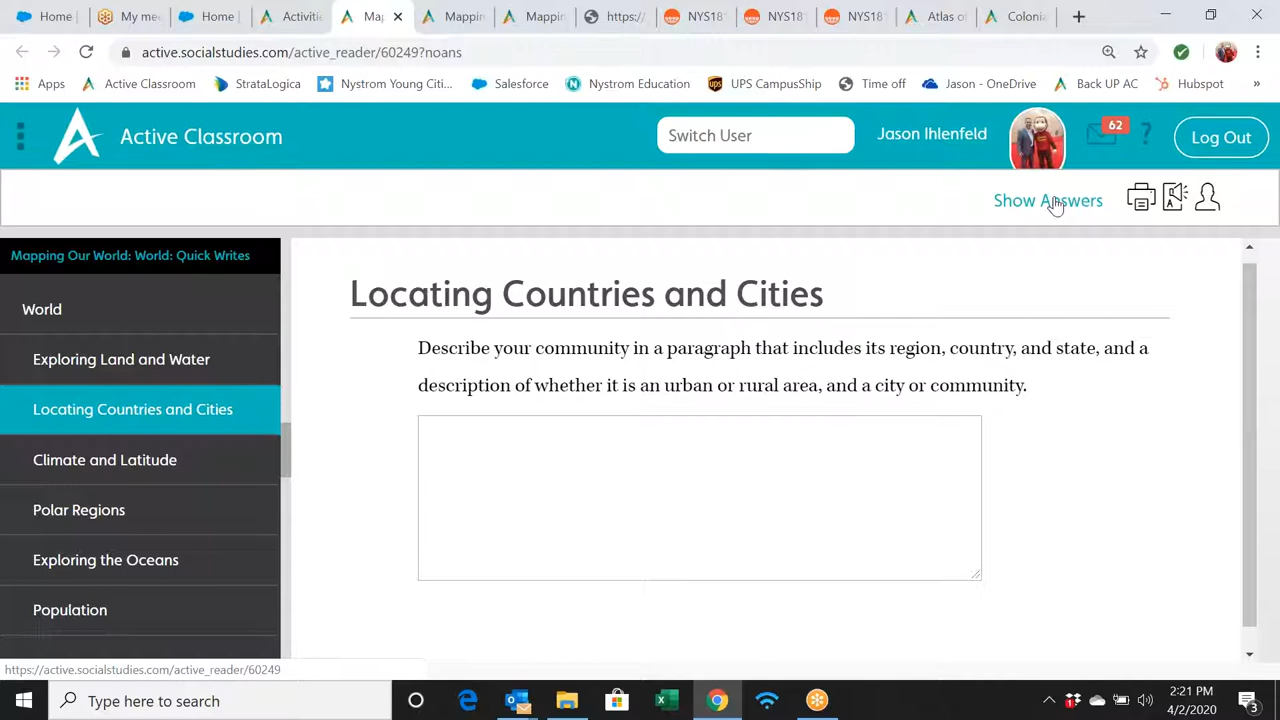 Home |
My mee
Home |
Activiti
Map
Mappin
Mappin
https:/
NYS18
NYS18
NYS18
Atlas o
Colonia
active.socialstudies.com/active_reader/60249?noans
Apps
Active Classroom
StrataLogica
Nystrom Young Citi...
Salesforce
Nystrom Education
UPS CampusShip
Time off
Jason - OneDrive
Back UP AC
Hubspot
»
Active Classroom
Switch User
Jason Ihlenfeld
62
?
Log Out
Show Answers
Mapping Our World: World: Quick Writes
World
Exploring Land and Water
Locating Countries and Cities
Climate and Latitude
Polar Regions
Exploring the Oceans
Population
Locating Countries and Cities
Describe your community in a paragraph that includes its region, country, and state, and a
description of whether it is an urban or rural area, and a city or community.
https://active.socialstudies.com/active_reader/60249
Type here to search
2:21 PM
4/2/2020
3